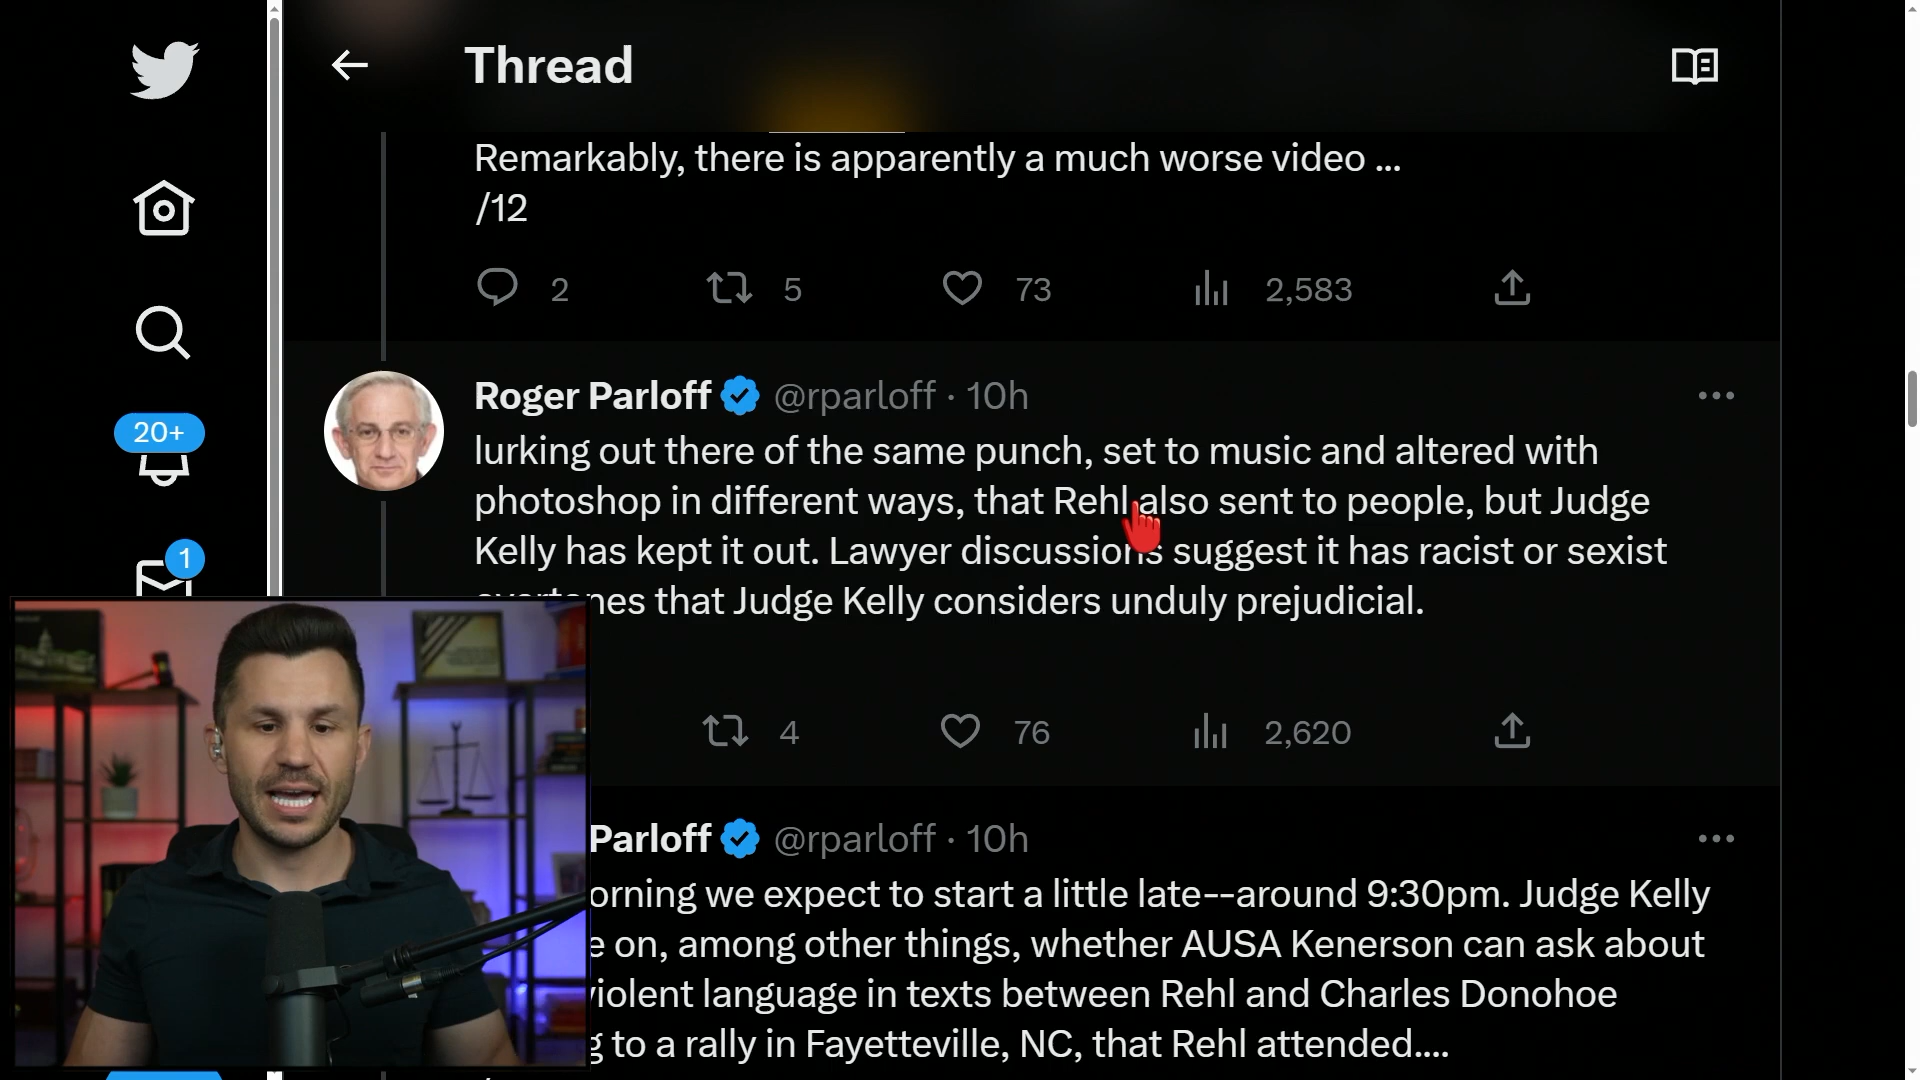 Thread
Remarkably, there is apparently a much worse video ...
/12
2 5 73 2,583
20+
Roger Parloff @rparloff · 10h
lurking out there of the same punch, set to music and altered with
photoshop in different ways, that Rehl also sent to people, but Judge
1
Kelly has kept it out. Lawyer discussions suggest it has racist or sexist
overtones that Judge Kelly considers unduly prejudicial.
4 76 2,620
Parloff @rparloff · 10h
orning we expect to start a little late--around 9:30pm. Judge Kelly
e on, among other things, whether AUSA Kenerson can ask about
violent language in texts between Rehl and Charles Donohoe
g to a rally in Fayetteville, NC, that Rehl attended....